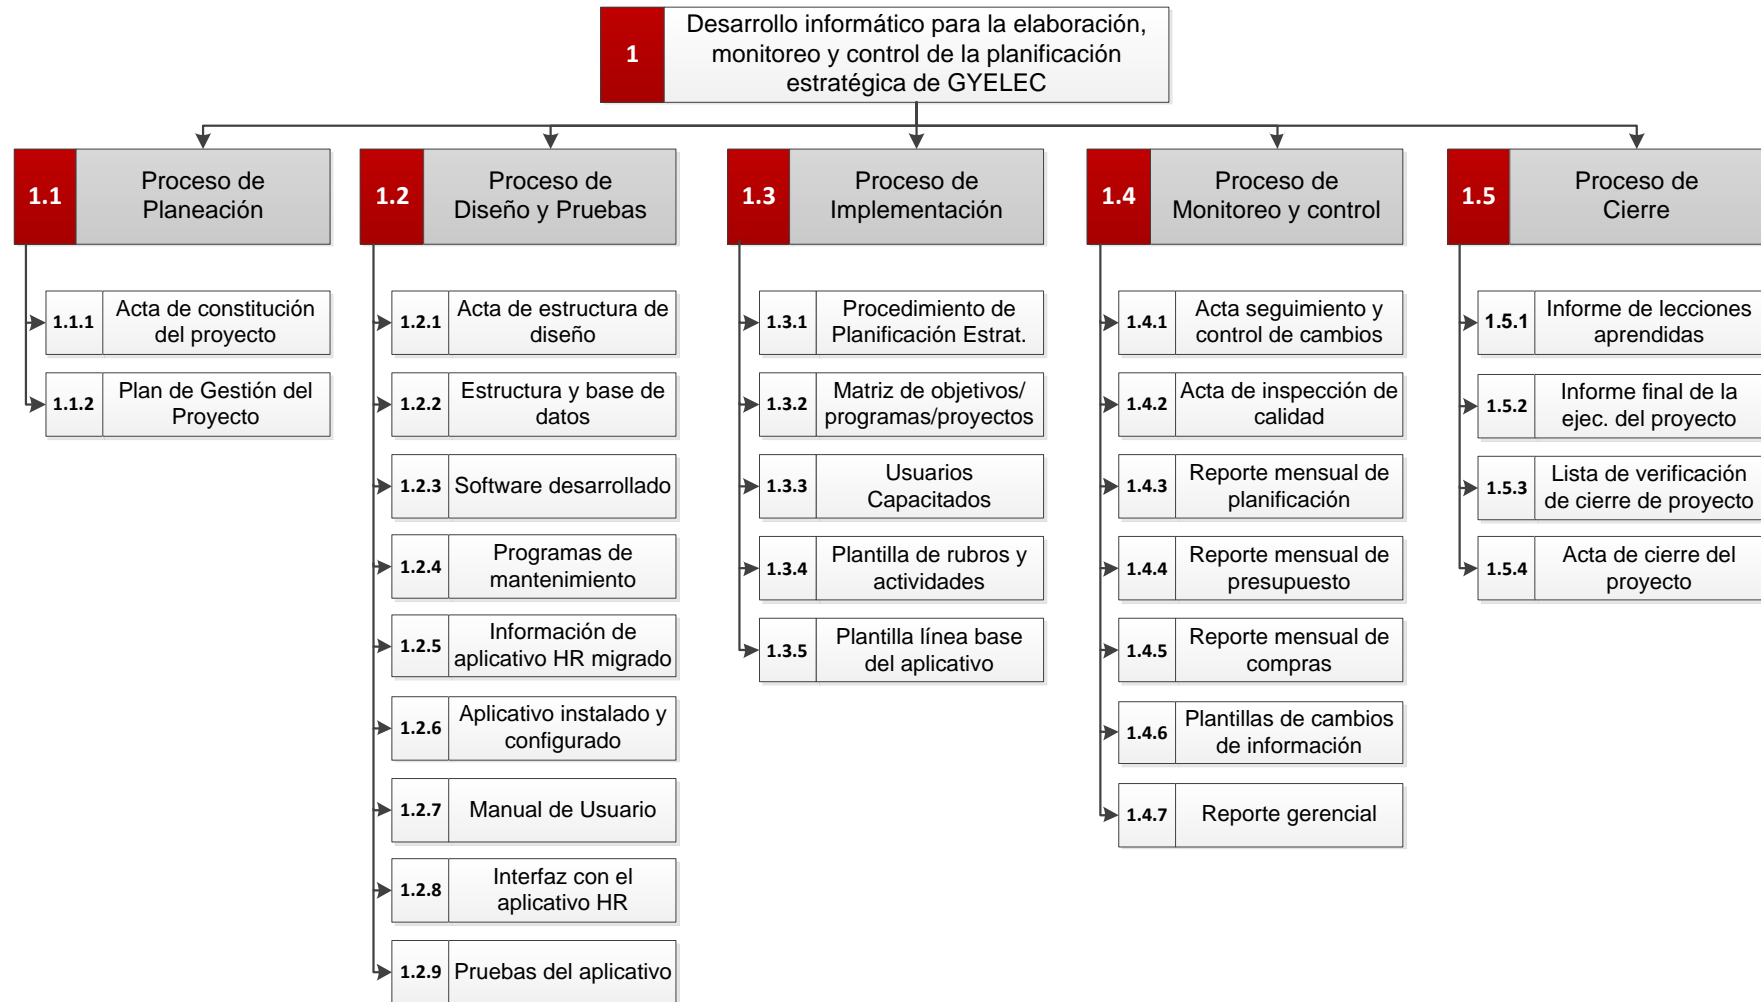 1
Desarrollo informático para la elaboración,
monitoreo y control de la planificación
estratégica de GYELEC
1.1
Proceso de
Planeación
1.1.1
Acta de constitución
del proyecto
1.1.2
Plan de Gestión del
Proyecto
1.2
Proceso de
Diseño y Pruebas
1.2.1
Acta de estructura de
diseño
1.2.2
Estructura y base de
datos
1.2.3
Software desarrollado
1.2.4
Programas de
mantenimiento
1.2.5
Información de
aplicativo HR migrado
1.2.6
Aplicativo instalado y
configurado
1.2.7
Manual de Usuario
1.2.8
Interfaz con el
aplicativo HR
1.2.9
Pruebas del aplicativo
1.3
Proceso de
Implementación
1.3.1
Procedimiento de
Planificación Estrat.
1.3.2
Matriz de objetivos/
programas/proyectos
1.3.3
Usuarios
Capacitados
1.3.4
Plantilla de rubros y
actividades
1.3.5
Plantilla línea base
del aplicativo
1.4
Proceso de
Monitoreo y control
1.4.1
Acta seguimiento y
control de cambios
1.4.2
Acta de inspección de
calidad
1.4.3
Reporte mensual de
planificación
1.4.4
Reporte mensual de
presupuesto
1.4.5
Reporte mensual de
compras
1.4.6
Plantillas de cambios
de información
1.4.7
Reporte gerencial
1.5
Proceso de
Cierre
1.5.1
Informe de lecciones
aprendidas
1.5.2
Informe final de la
ejec. del proyecto
1.5.3
Lista de verificación
de cierre de proyecto
1.5.4
Acta de cierre del
proyecto